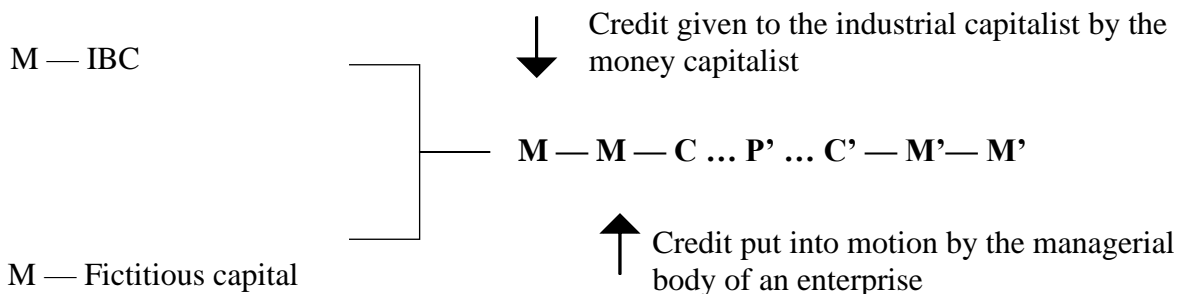 Credit given to the industrial capitalist by the
money capitalist
M — IBC
M — M — C … P’ … C’ — M’— M’
Credit put into motion by the managerial
body of an enterprise
M — Fictitious capital